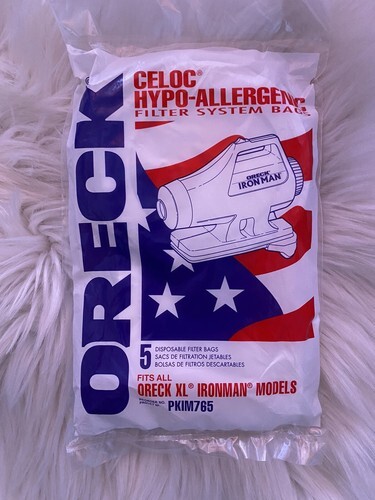 ORECK
CELOC®
HYPO-ALLERGENIC
FILTER SYSTEM BAGS
ORECK
IRONMAN
5 DISPOSABLE FILTER BAGS
SACS DE FILTRATION JETABLES
BOLSAS DE FILTROS DESCARTABLES
FITS ALL
ORECK XL® IRONMAN® MODELS
PKIM765